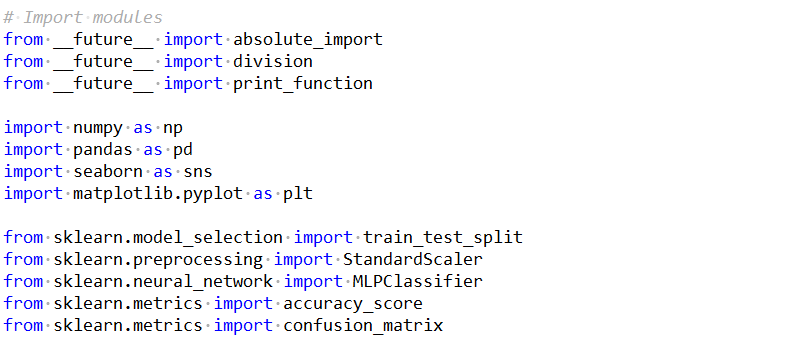 # Import modules
from __future__ import absolute_import
from __future__ import division
from __future__ import print_function
import numpy as np
import pandas as pd
import seaborn as sns
import matplotlib.pyplot as plt
from sklearn.model_selection import train_test_split
from sklearn.preprocessing import StandardScaler
from sklearn.neural_network import MLPClassifier
from sklearn.metrics import accuracy_score
from sklearn.metrics import confusion_matrix